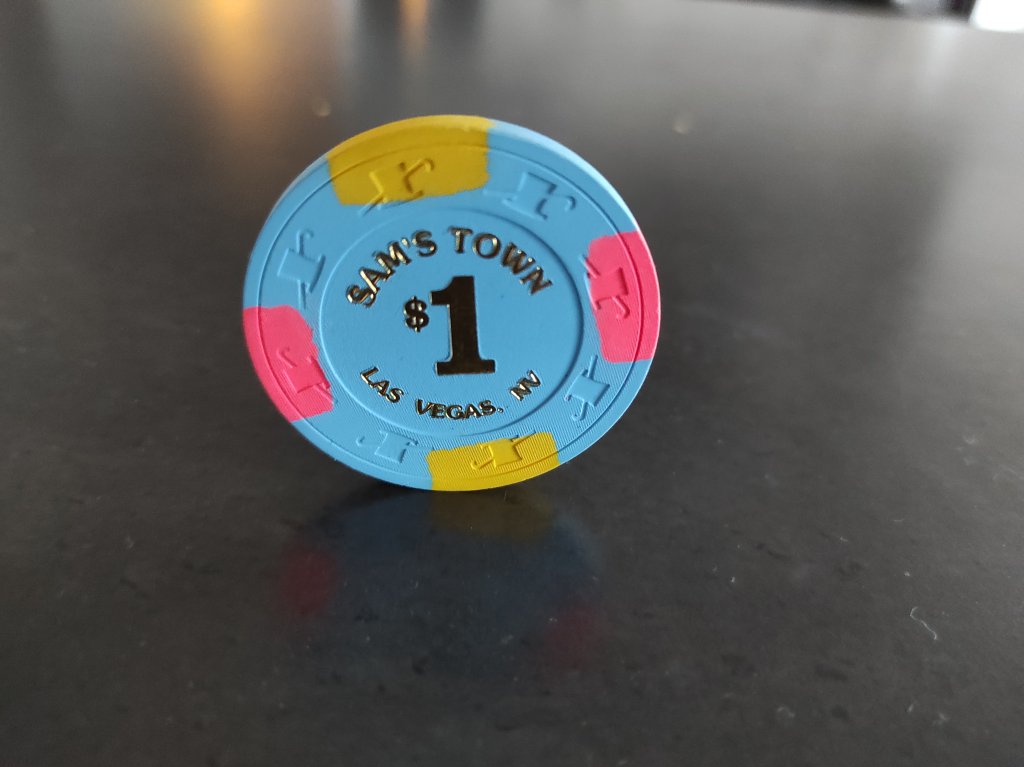 SAM'S TOWN
$1
LAS VEGAS, NV